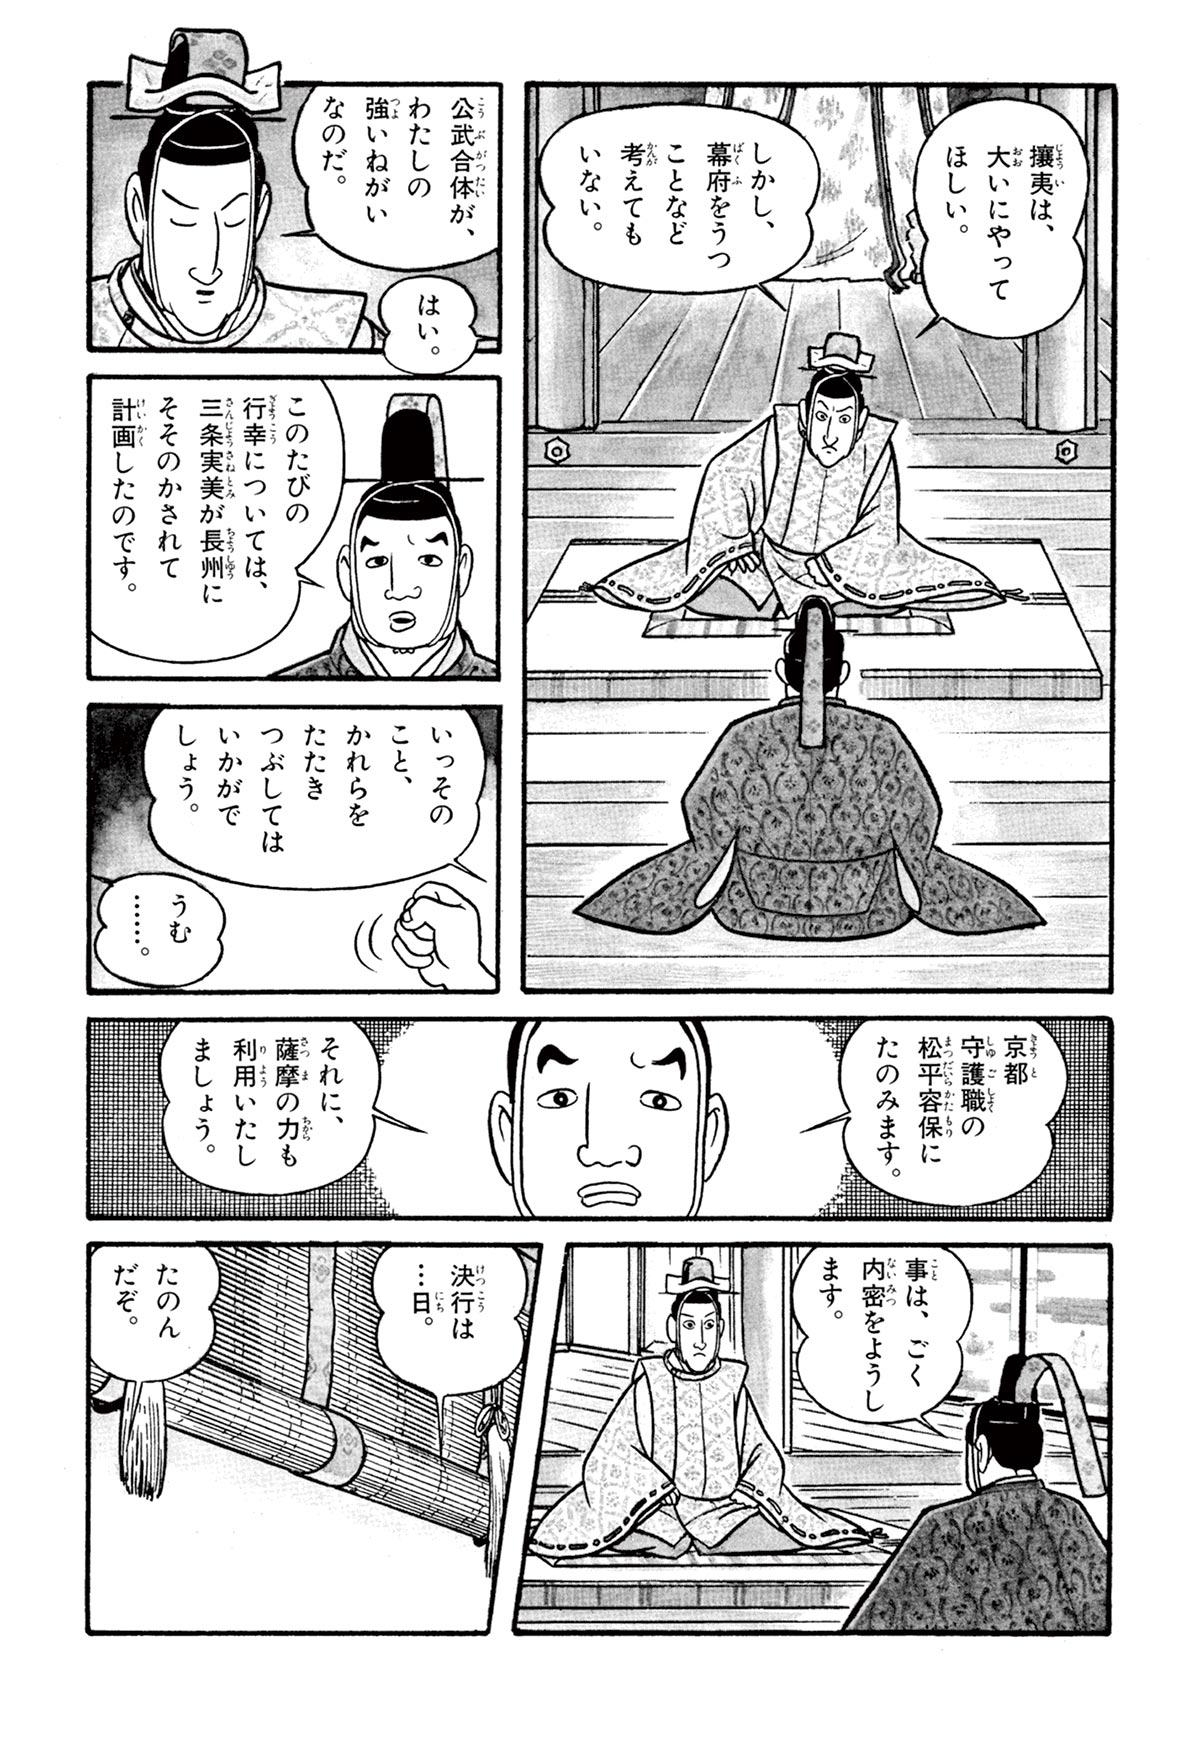 攘夷は、
大いにやって
ほしい。
しかし、
幕府をうつ
ことなど
考えても
いない。
公武合体が、
わたしの
強いねがい
なのだ。
はい。
このたびの
行幸については、
三条実美が長州に
そそのかされて
計画したのです。
いっその
こと、
かれらを
たたき
つぶしては
いかがで
しょう。
うむ
……。
京都
守護職の
松平容保に
たのみます。
それに、
薩摩の力も
利用いたし
ましょう。
事は、ごく
内密をようし
ます。
決行は
…日。
たのん
だぞ。